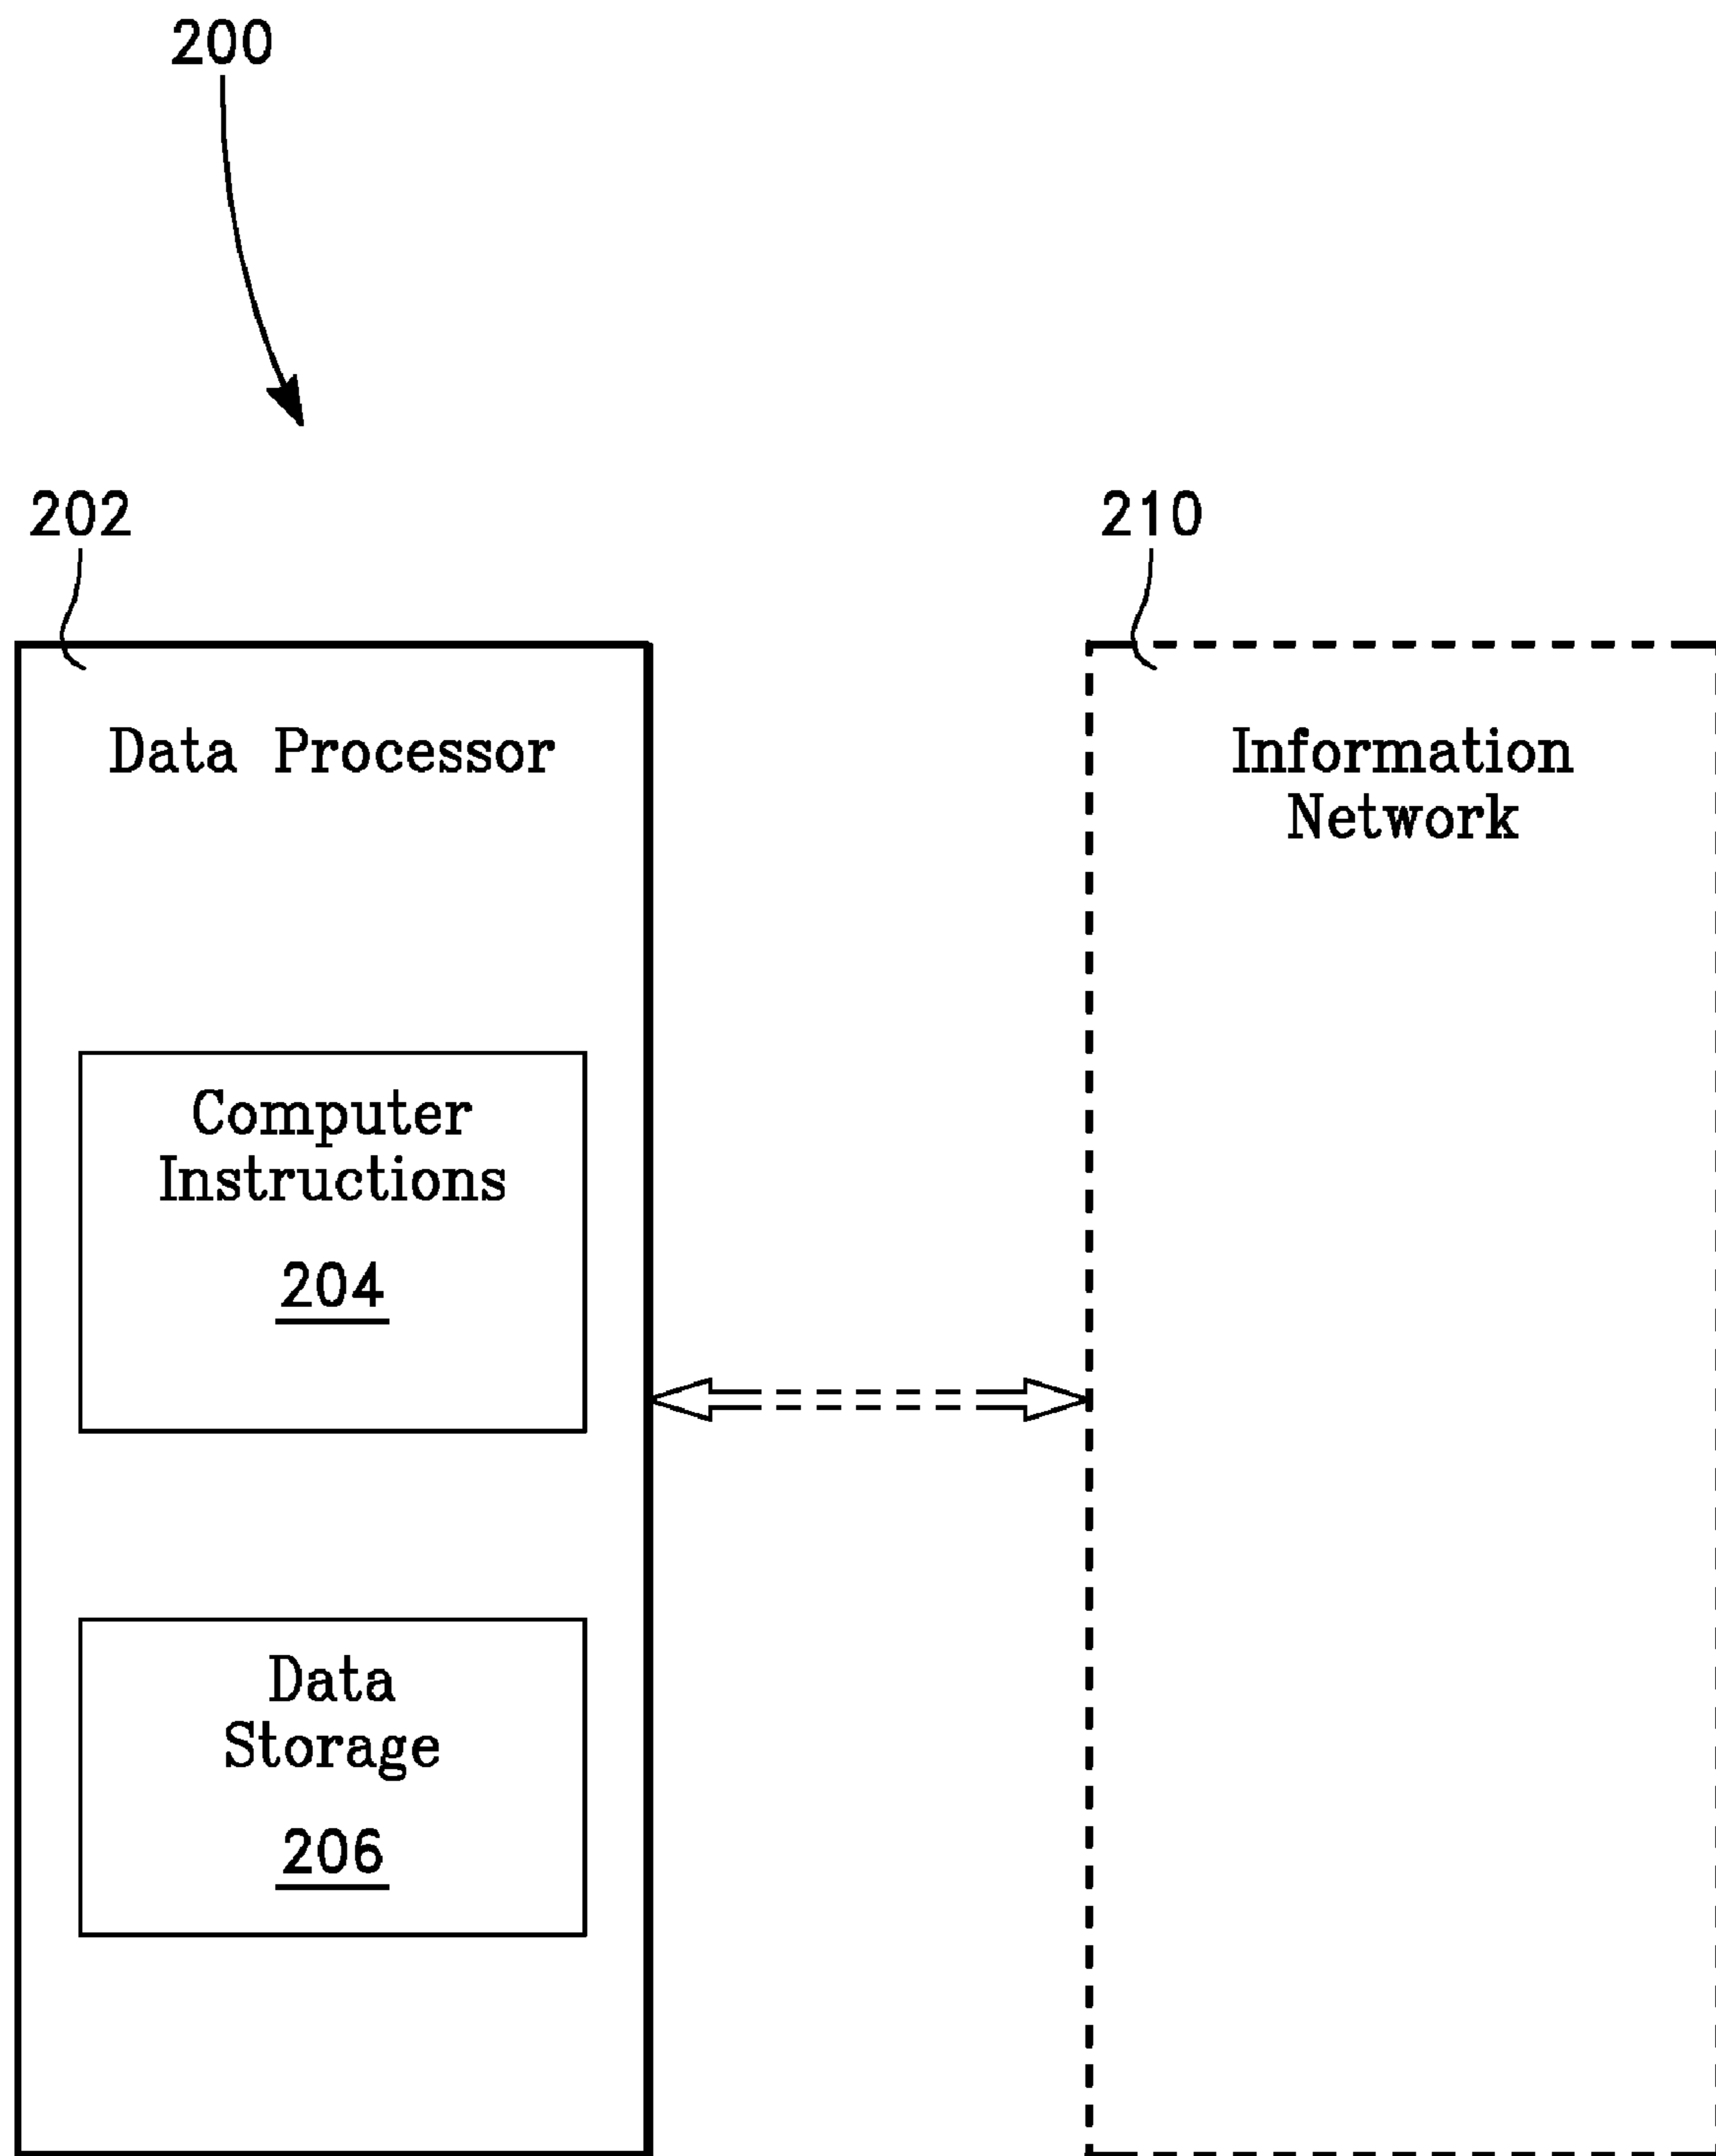 200
202
210
Data Processor
Information
Network
Computer
Instructions
204
Data
Storage
206